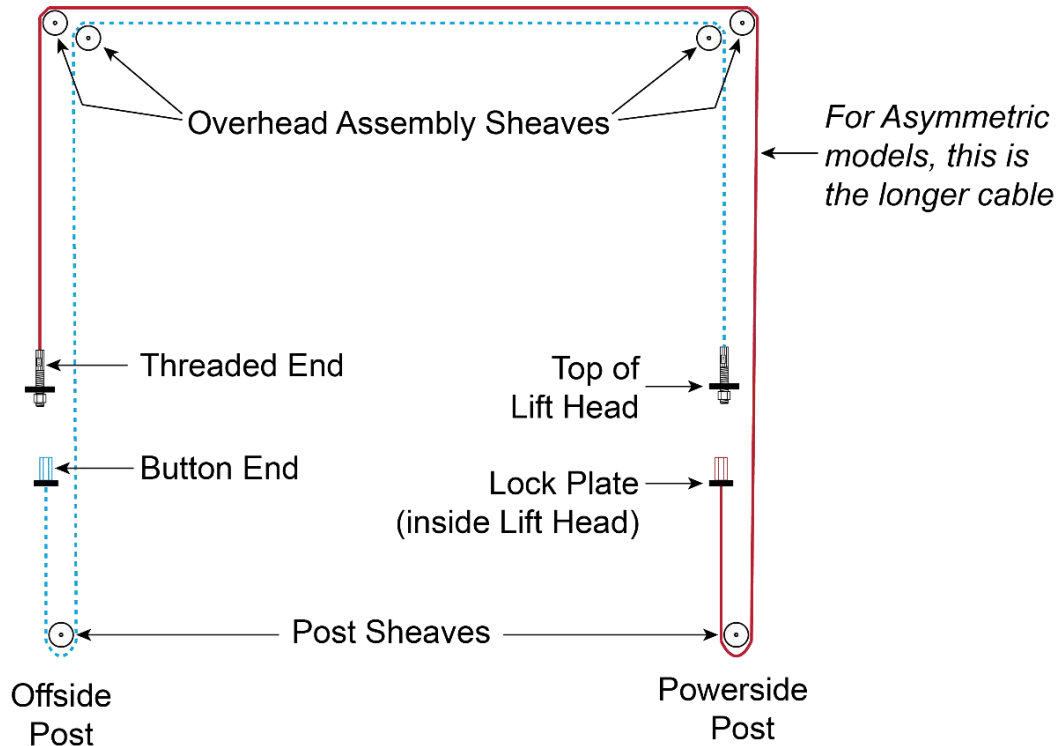 Overhead Assembly Sheaves
For Asymmetric
models, this is
the longer cable
Threaded End
Top of
Lift Head
Button End
Lock Plate
(inside Lift Head)
Post Sheaves
Offside
Post
Powerside
Post